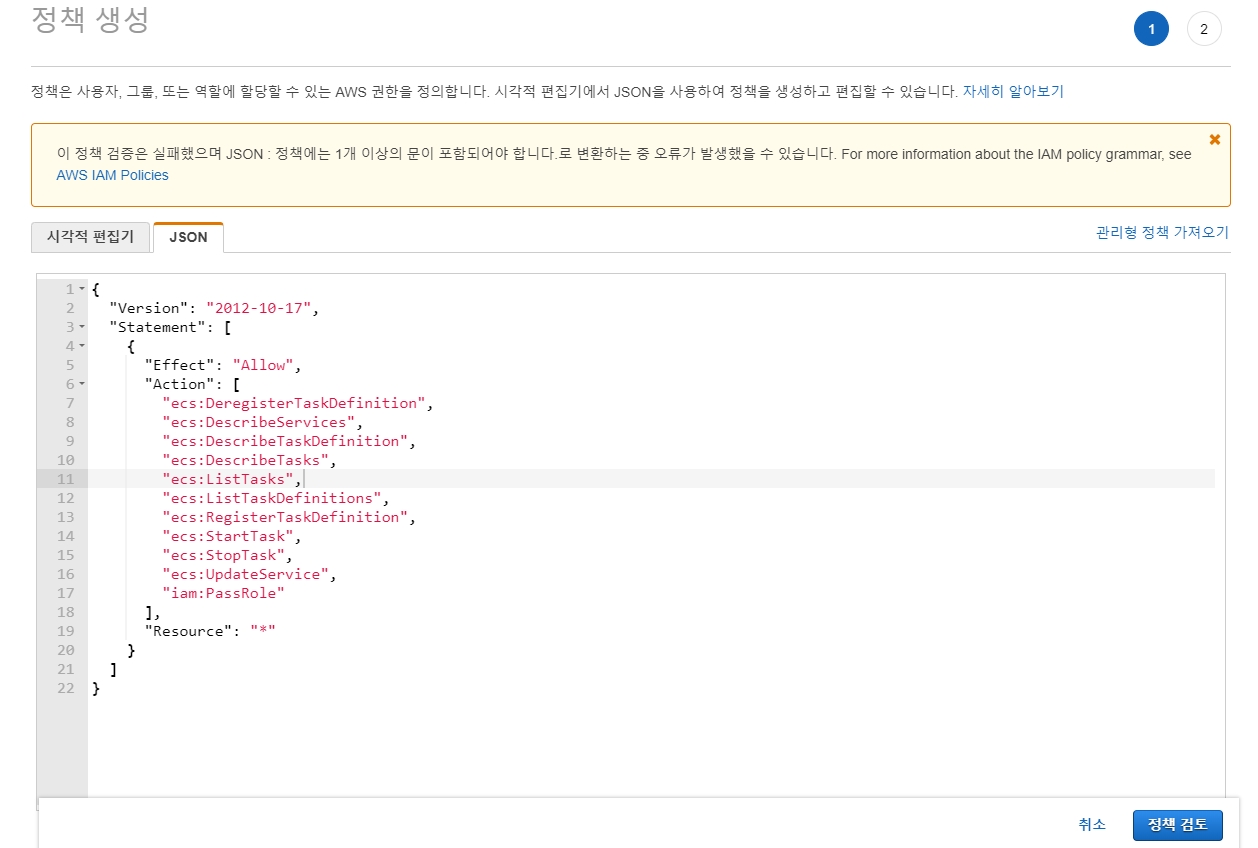 정책 생성
1
2
정책은 사용자, 그룹, 또는 역할에 할당할 수 있는 AWS 권한을 정의합니다. 시각적 편집기에서 JSON을 사용하여 정책을 생성하고 편집할 수 있습니다. 자세히 알아보기
이 정책 검증은 실패했으며 JSON : 정책에는 1개 이상의 문이 포함되어야 합니다.로 변환하는 중 오류가 발생했을 수 있습니다. For more information about the IAM policy grammar, see
AWS IAM Policies
시각적 편집기
JSON
관리형 정책 가져오기
1 {
2   "Version": "2012-10-17",
3   "Statement": [
4     {
5       "Effect": "Allow",
6       "Action": [
7         "ecs:DeregisterTaskDefinition",
8         "ecs:DescribeServices",
9         "ecs:DescribeTaskDefinition",
10         "ecs:DescribeTasks",
11         "ecs:ListTasks",
12         "ecs:ListTaskDefinitions",
13         "ecs:RegisterTaskDefinition",
14         "ecs:StartTask",
15         "ecs:StopTask",
16         "ecs:UpdateService",
17         "iam:PassRole"
18       ],
19       "Resource": "*"
20     }
21   ]
22 }
취소
정책 검토